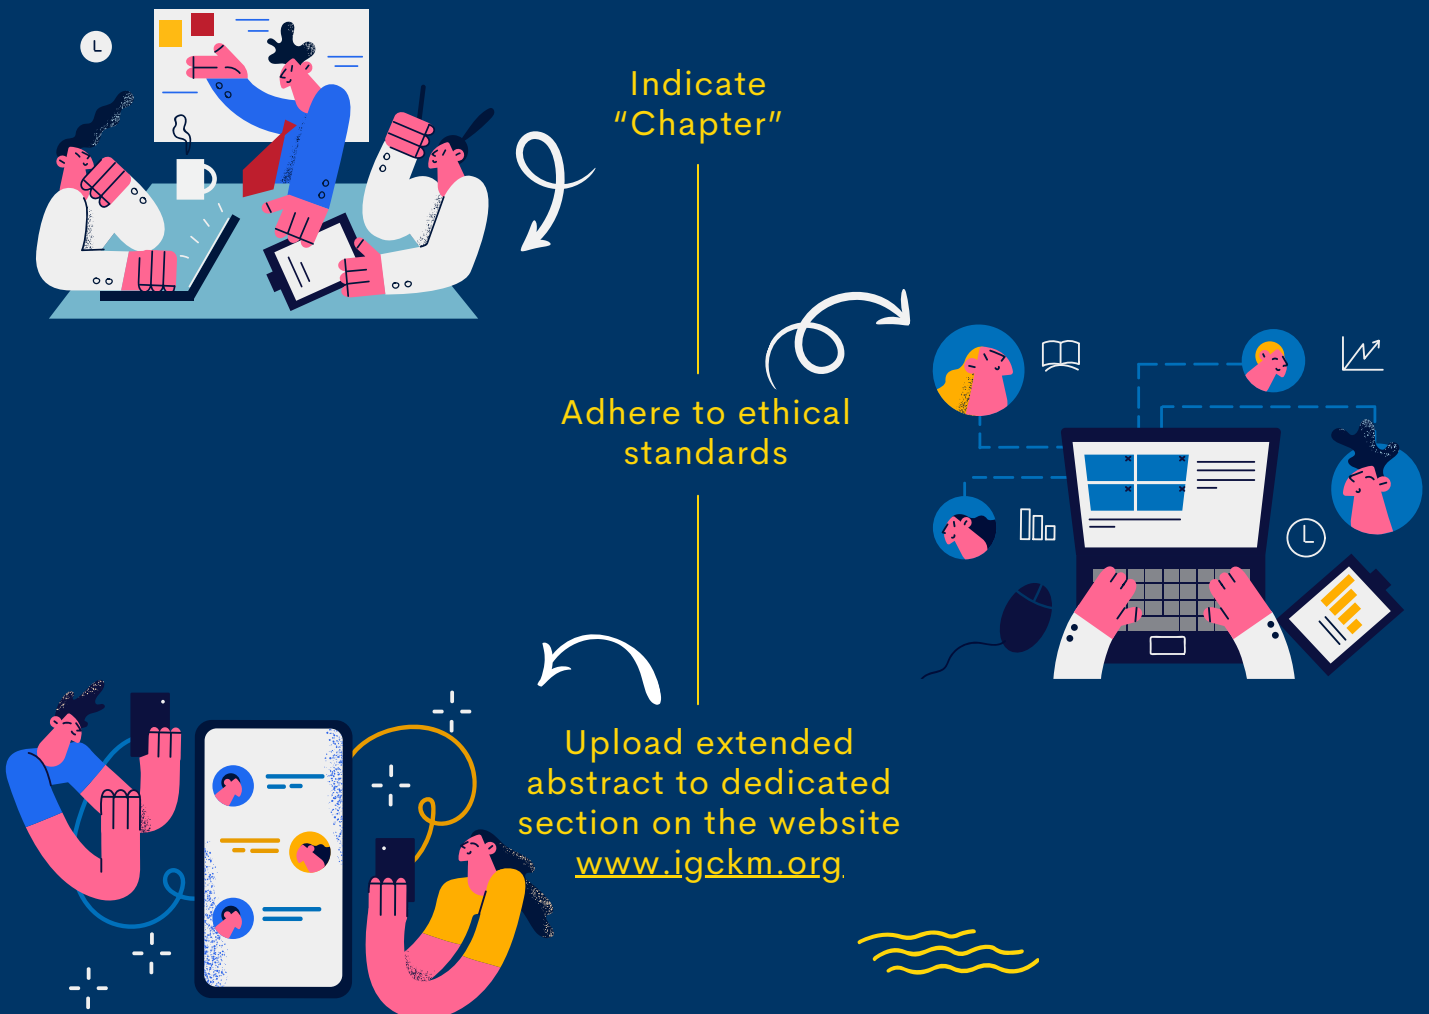 Indicate
“Chapter”
Adhere to ethical
standards
Upload extended
abstract to dedicated
section on the website
www.igckm.org